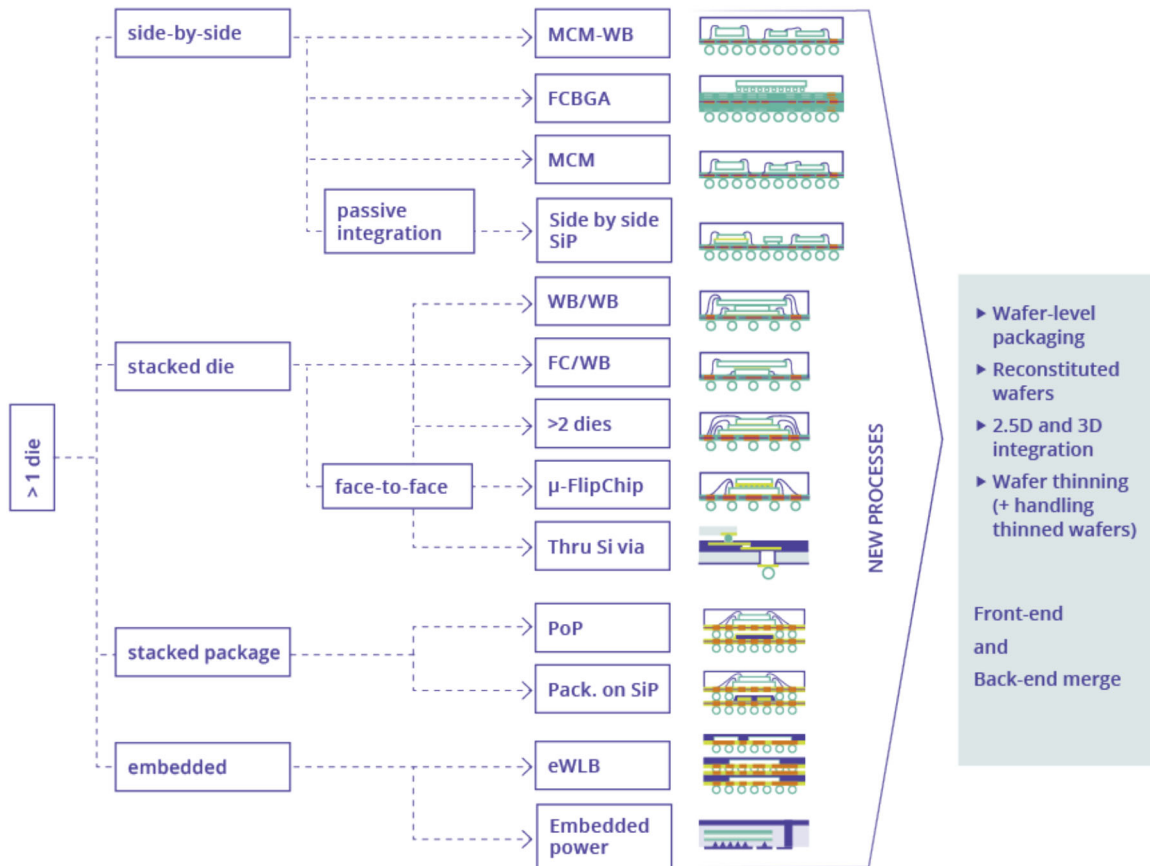 > 1 die
side-by-side
stacked die
stacked package
embedded
passive
integration
face-to-face
MCM-WB
FCBGA
MCM
Side by side
SiP
WB/WB
FC/WB
>2 dies
μ-FlipChip
Thru Si via
PoP
Pack. on SiP
eWLB
Embedded
power
NEW PROCESSES
▶ Wafer-level
packaging
▶ Reconstituted
wafers
▶ 2.5D and 3D
integration
▶ Wafer thinning
(+ handling
thinned wafers)
Front-end
and
Back-end merge